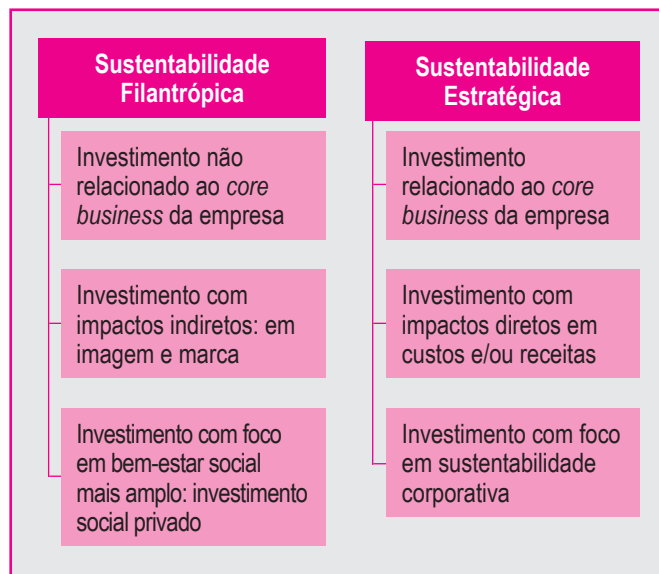 Sustentabilidade
Filantrópica
Investimento não
relacionado ao core
business da empresa
Investimento com
impactos indiretos: em
imagem e marca
Investimento com foco
em bem-estar social
mais amplo: investimento
social privado
Sustentabilidade
Estratégica
Investimento
relacionado ao core
business da empresa
Investimento com
impactos diretos em
custos e/ou receitas
Investimento com foco
em sustentabilidade
corporativa